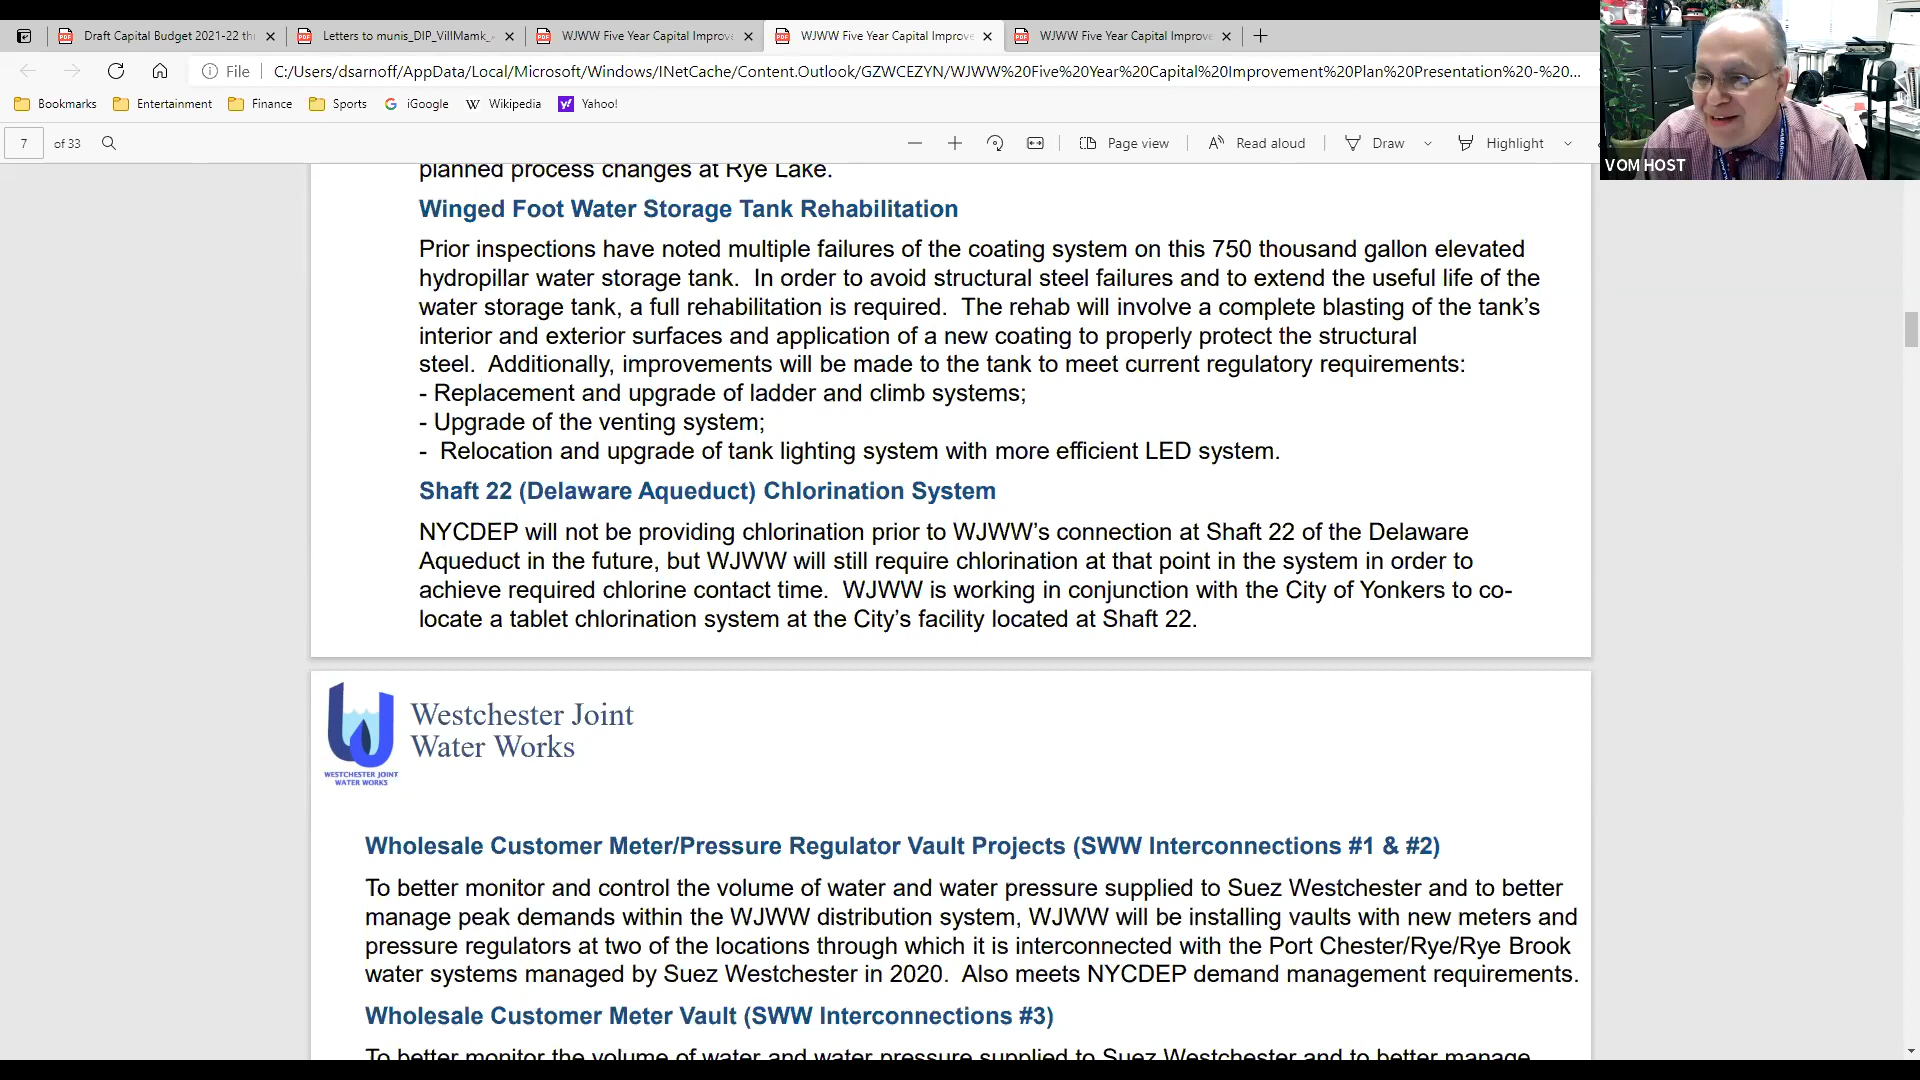 Draft Capital Budget 2021-22 th
Letters to munis_DIP_VillMamk_
WJWW Five Year Capital Improve
WJWW Five Year Capital Improve
WJWW Five Year Capital Improve
File
C:/Users/dsarnoff/AppData/Local/Microsoft/Windows/INetCache/Content.Outlook/GZWCEZYN/WJWW%20Five%20Year%20Capital%20Improvement%20Plan%20Presentation%20-%20...
Bookmarks Entertainment Finance Sports iGoogle Wikipedia Yahoo!
7 of 33 Page view Read aloud Draw Highlight
VOM HOST
planned process changes at Rye Lake.
Winged Foot Water Storage Tank Rehabilitation
Prior inspections have noted multiple failures of the coating system on this 750 thousand gallon elevated
hydropillar water storage tank. In order to avoid structural steel failures and to extend the useful life of the
water storage tank, a full rehabilitation is required. The rehab will involve a complete blasting of the tank's
interior and exterior surfaces and application of a new coating to properly protect the structural
steel. Additionally, improvements will be made to the tank to meet current regulatory requirements:
- Replacement and upgrade of ladder and climb systems;
- Upgrade of the venting system;
- Relocation and upgrade of tank lighting system with more efficient LED system.
Shaft 22 (Delaware Aqueduct) Chlorination System
NYCDEP will not be providing chlorination prior to WJWW's connection at Shaft 22 of the Delaware
Aqueduct in the future, but WJWW will still require chlorination at that point in the system in order to
achieve required chlorine contact time. WJWW is working in conjunction with the City of Yonkers to co-
locate a tablet chlorination system at the City's facility located at Shaft 22.
Westchester Joint
Water Works
WESTCHESTER JOINT
WATER WORKS
Wholesale Customer Meter/Pressure Regulator Vault Projects (SWW Interconnections #1 & #2)
To better monitor and control the volume of water and water pressure supplied to Suez Westchester and to better
manage peak demands within the WJWW distribution system, WJWW will be installing vaults with new meters and
pressure regulators at two of the locations through which it is interconnected with the Port Chester/Rye/Rye Brook
water systems managed by Suez Westchester in 2020. Also meets NYCDEP demand management requirements.
Wholesale Customer Meter Vault (SWW Interconnections #3)
To better monitor the volume of water and water pressure supplied to Suez Westchester and to better manage